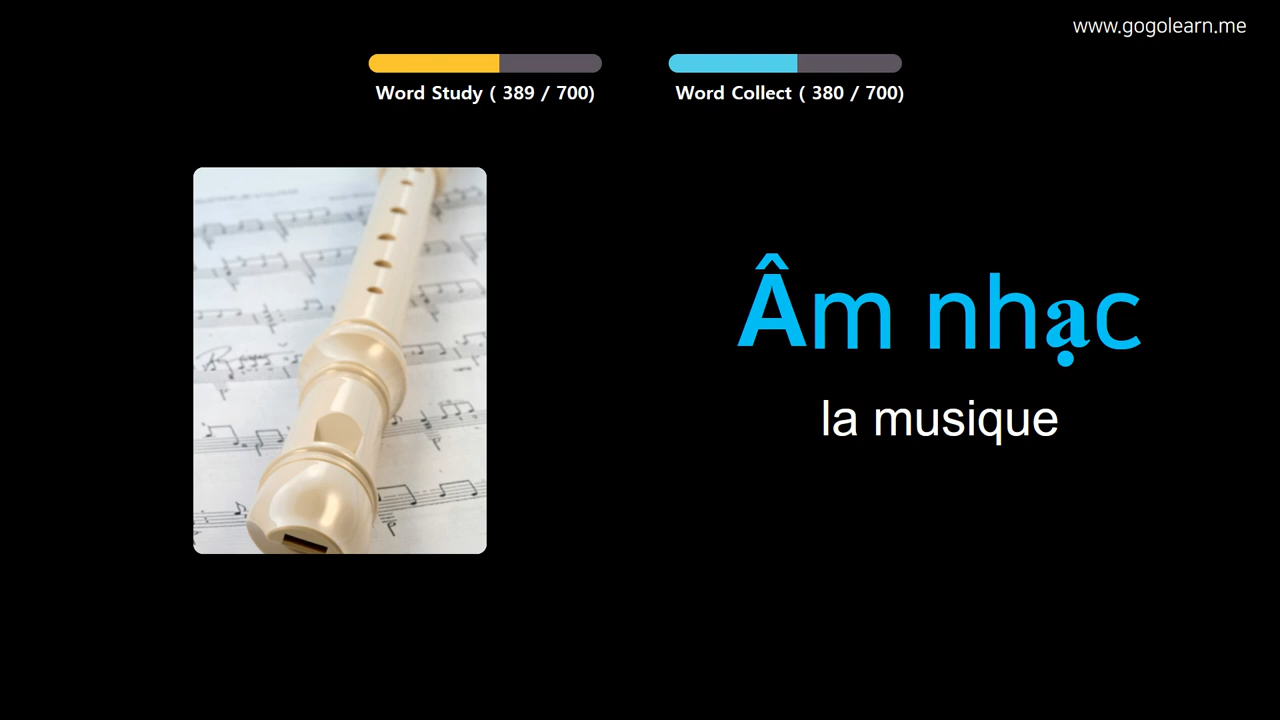 www.gogolearn.me
Word Study ( 389 / 700)
Word Collect ( 380 / 700)
Âm nhạc
la musique